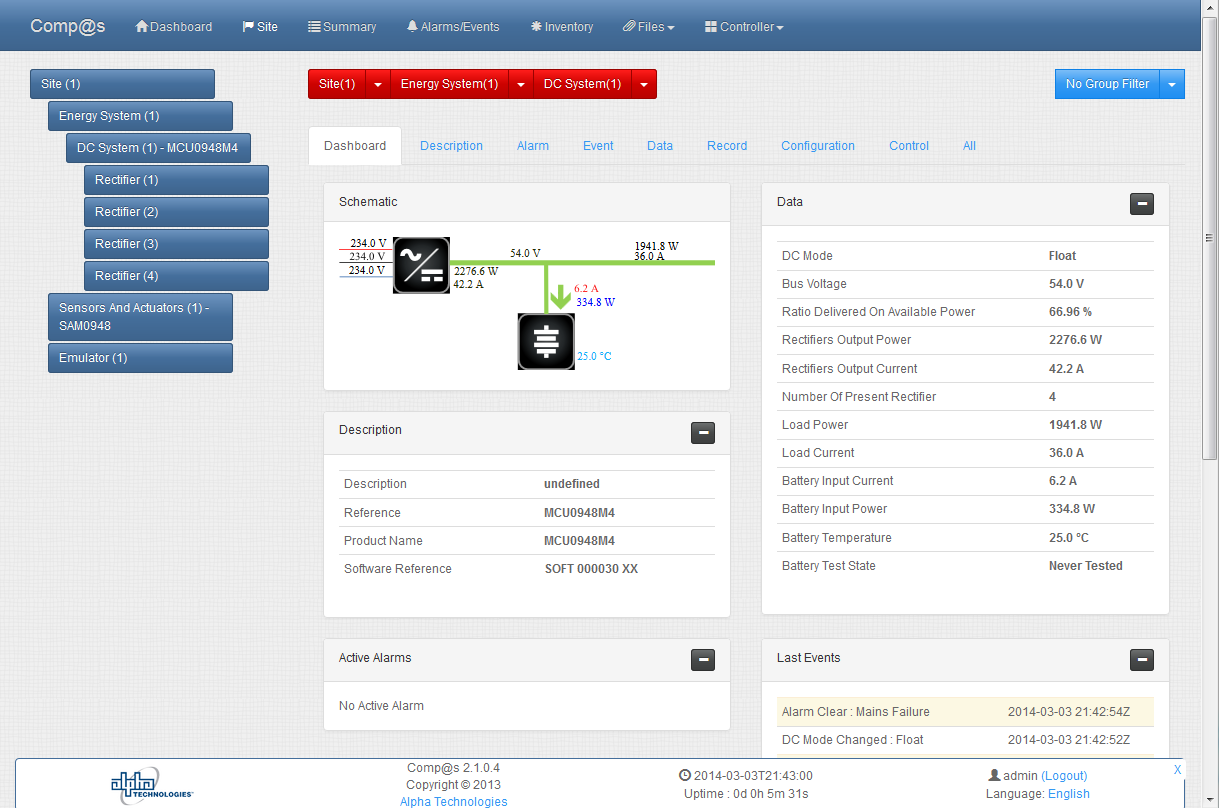 Comp@s Dashboard Site Summary Alarms/Events Inventory Files Controller
Site (1)
Energy System (1)
DC System (1) - MCU0948M4
Rectifier (1)
Rectifier (2)
Rectifier (3)
Rectifier (4)
Sensors And Actuators (1) -
SAM0948
Emulator (1)
Site(1) Energy System(1) DC System(1)
No Group Filter
Dashboard Description Alarm Event Data Record Configuration Control All
Schematic
234.0 V
234.0 V
234.0 V
2276.6 W
42.2 A
54.0 V
1941.8 W
36.0 A
6.2 A
334.8 W
25.0 °C
Data
DC Mode Float
Bus Voltage 54.0 V
Ratio Delivered On Available Power 66.96 %
Rectifiers Output Power 2276.6 W
Rectifiers Output Current 42.2 A
Number Of Present Rectifier 4
Load Power 1941.8 W
Load Current 36.0 A
Battery Input Current 6.2 A
Battery Input Power 334.8 W
Battery Temperature 25.0 °C
Battery Test State Never Tested
Description
Description undefined
Reference MCU0948M4
Product Name MCU0948M4
Software Reference SOFT 000030 XX
Active Alarms
No Active Alarm
Last Events
Alarm Clear : Mains Failure 2014-03-03 21:42:54Z
DC Mode Changed : Float 2014-03-03 21:42:52Z
alpha
TECHNOLOGIES
Comp@s 2.1.0.4
Copyright © 2013
Alpha Technologies
2014-03-03T21:43:00
Uptime : 0d 0h 5m 31s
admin (Logout)
Language: English
X